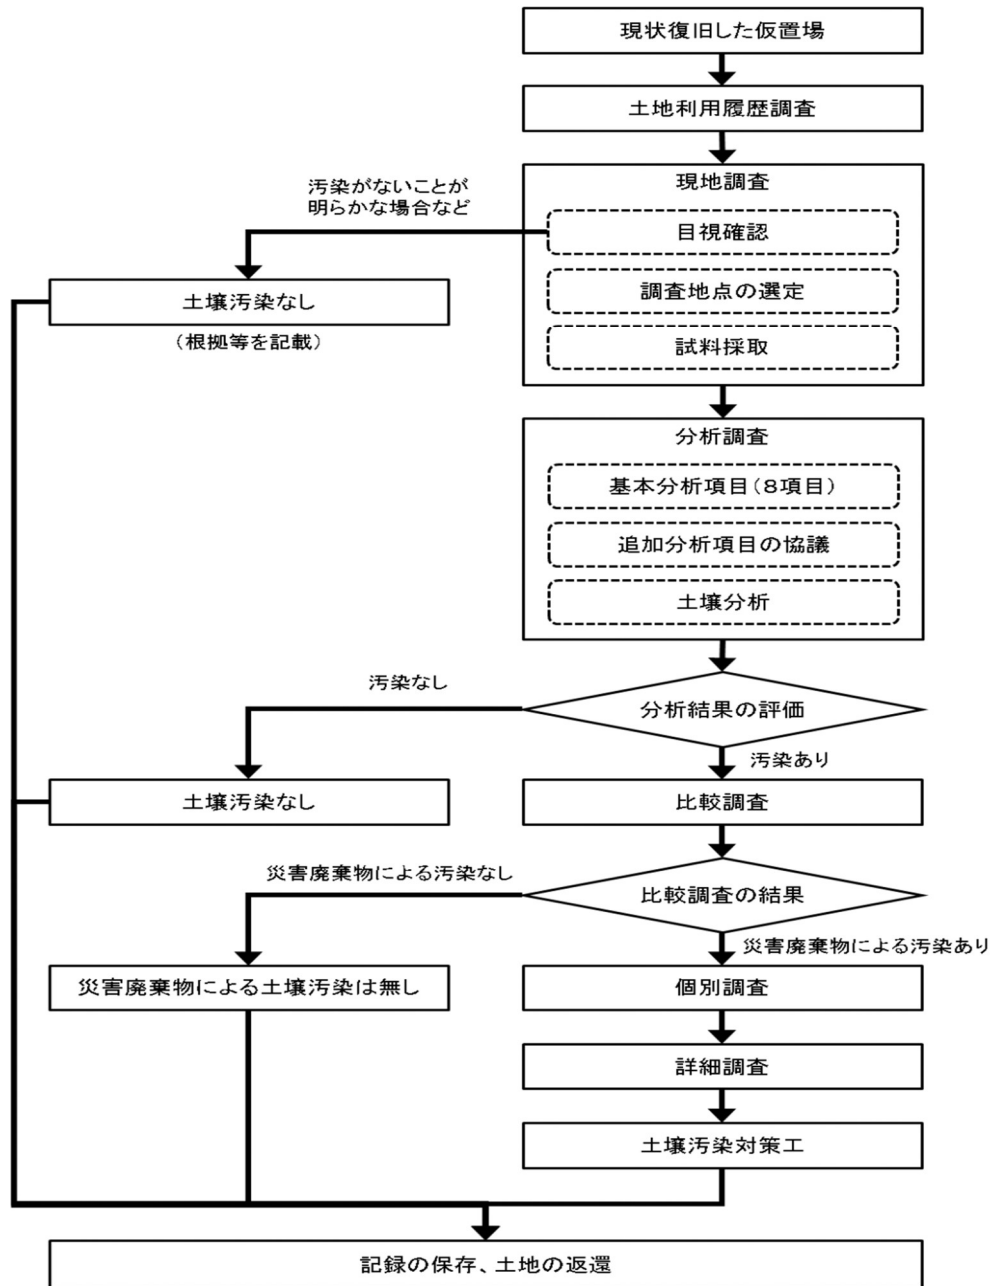 現状復旧した仮置場
土地利用履歴調査
現地調査
汚染がないことが
明らかな場合など
目視確認
調査地点の選定
試料採取
土壌汚染なし
（根拠等を記載）
分析調査
基本分析項目（8項目）
追加分析項目の協議
土壌分析
分析結果の評価
汚染なし
汚染あり
土壌汚染なし
比較調査
比較調査の結果
災害廃棄物による汚染なし
災害廃棄物による汚染あり
災害廃棄物による土壌汚染は無し
個別調査
詳細調査
土壌汚染対策工
記録の保存、土地の返還